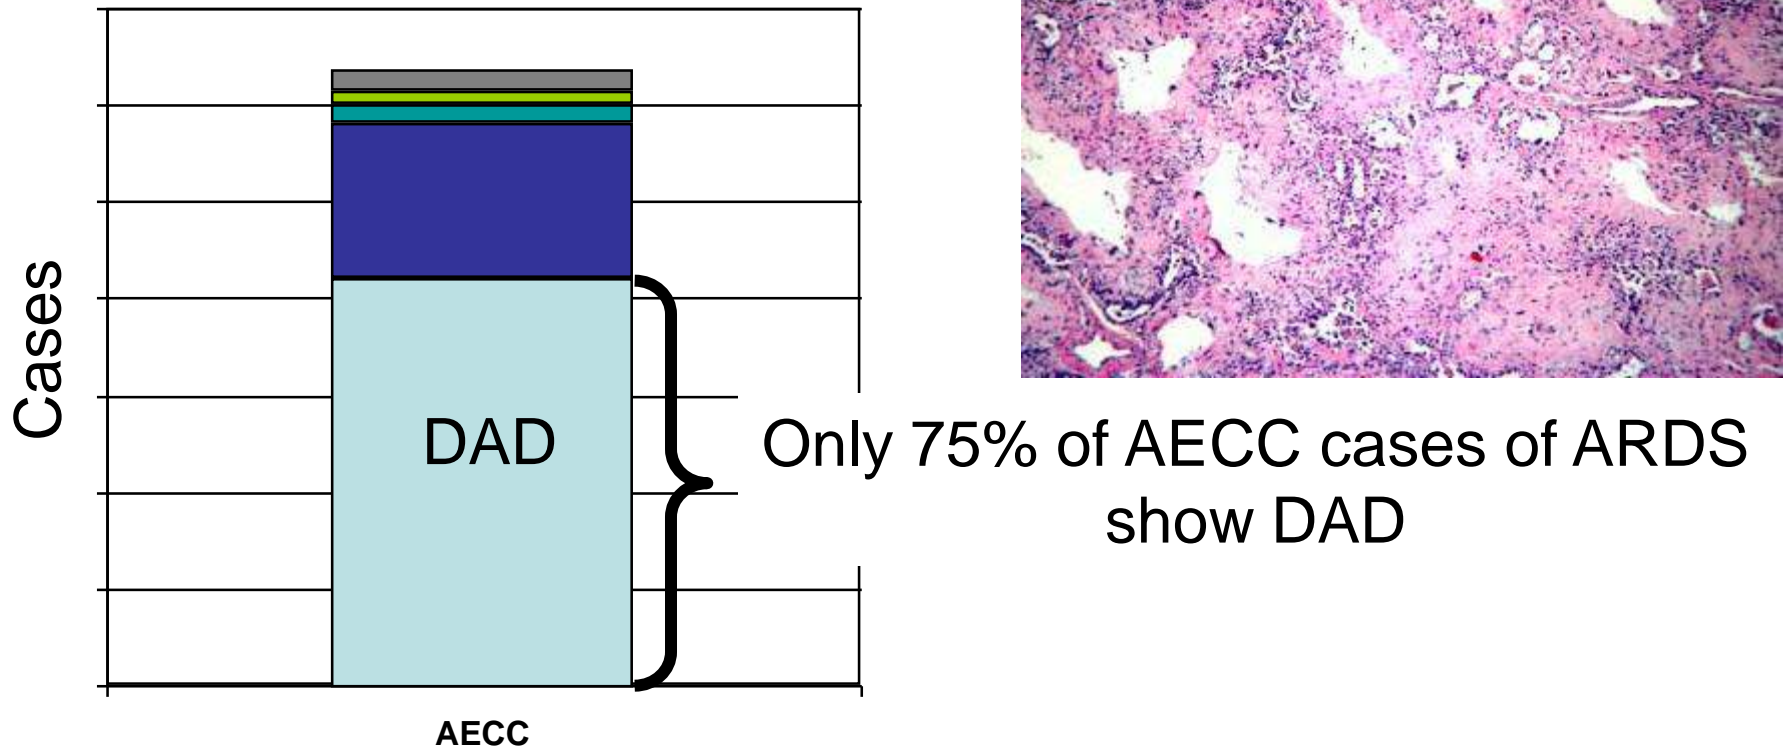 Cases
DAD
Only 75% of AECC cases of ARDS
show DAD
AECC